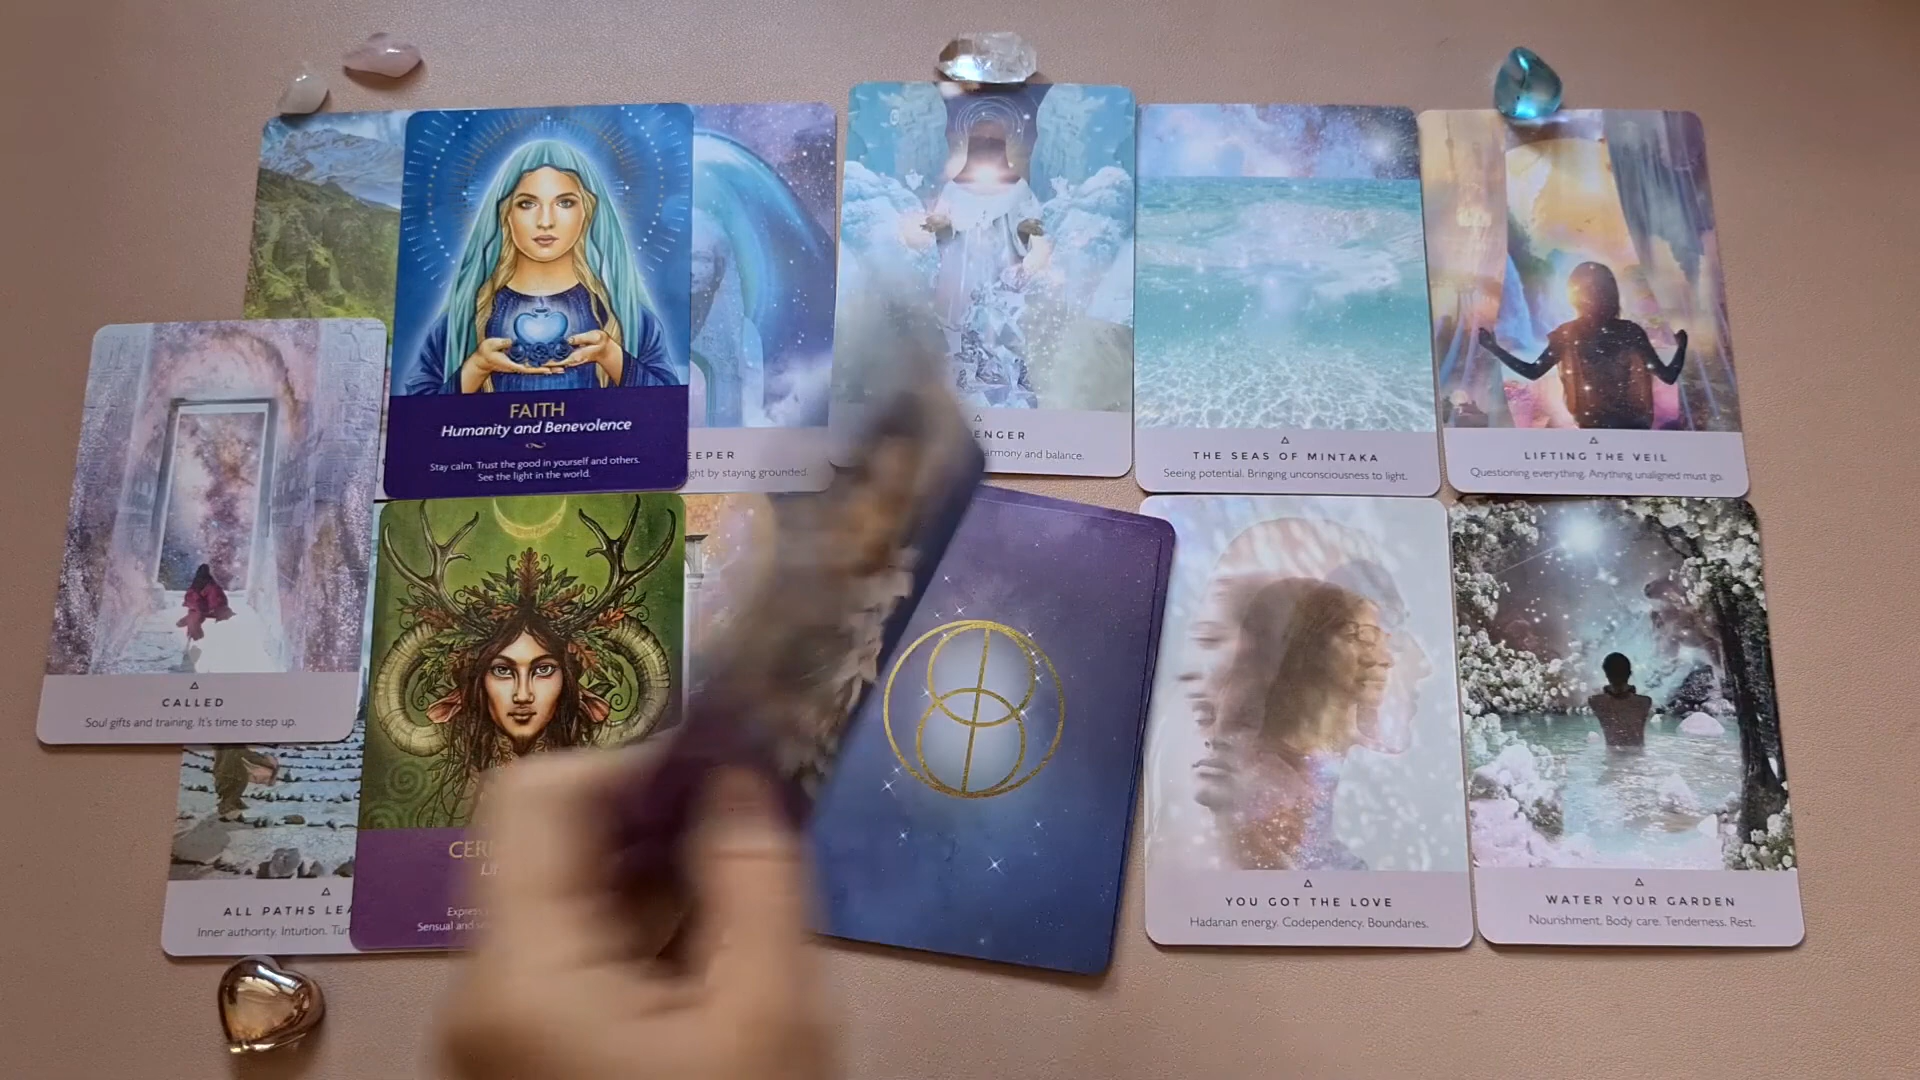 FAITH
Humanity and Benevolence
Stay calm. Trust the good in yourself and others.
See the light in the world.
EEPER
ght by staying grounded.
ENGER
armony and balance.
THE SEAS OF MINTAKA
Seeing potential. Bringing unconsciousness to light.
LIFTING THE VEIL
Questioning everything. Anything unaligned must go.
CALLED
Soul gifts and training. It's time to step up.
ALL PATHS LEA
Inner authority. Intuition.
CER
Express
Sensual and
YOU GOT THE LOVE
Hadarian energy. Codependency. Boundaries.
WATER YOUR GARDEN
Nourishment. Body care. Tenderness. Rest.